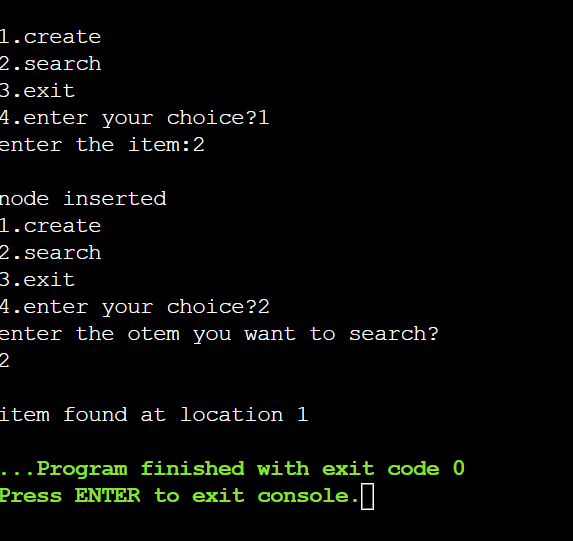 1.create
2.search
3.exit
4.enter your choice?1
enter the item:2
node inserted
1.create
2.search
3.exit
4.enter your choice?2
enter the otem you want to search?
2
item found at location 1
...Program finished with exit code 0
Press ENTER to exit console.